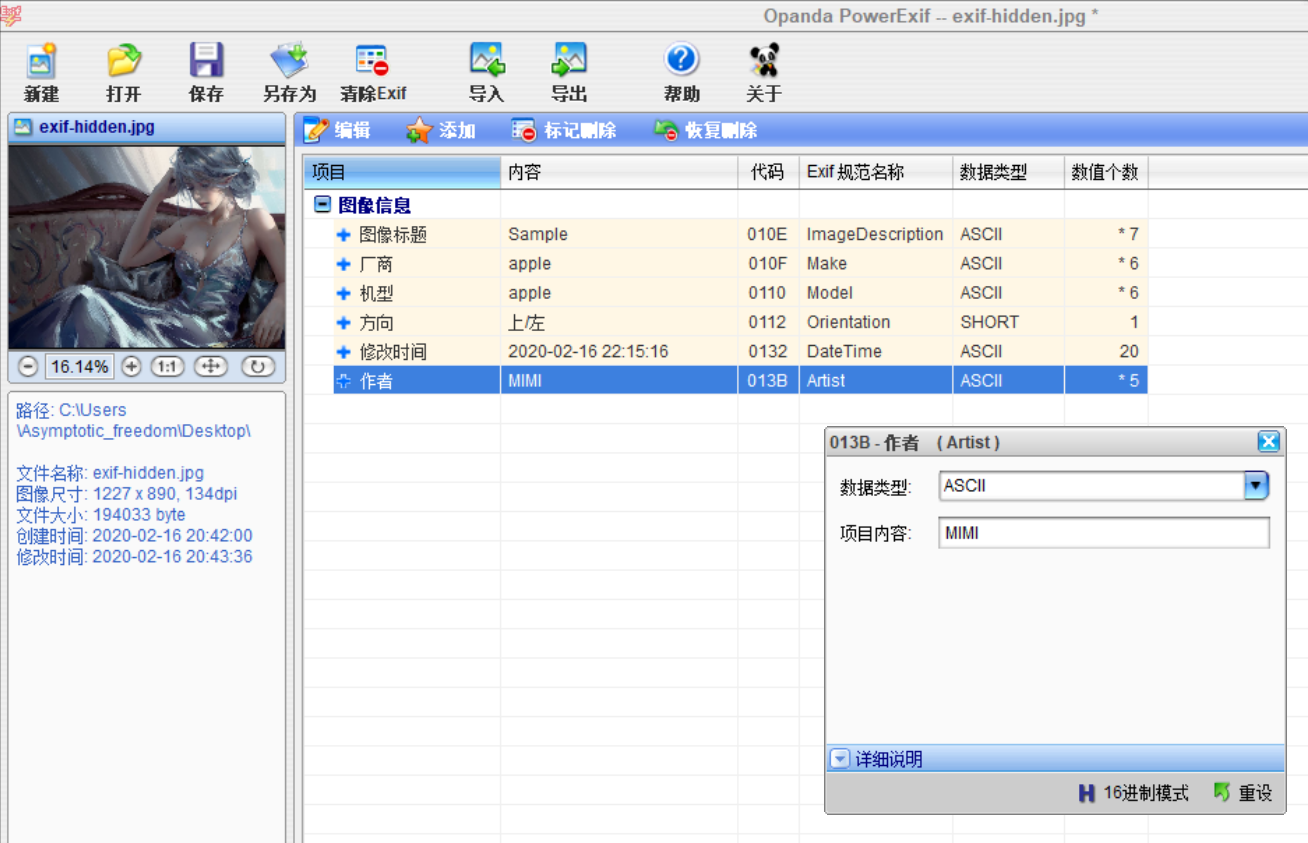 Opanda PowerExif -- exif-hidden.jpg *
新建 打开 保存 另存为 清除Exif 导入 导出 帮助 关于
exif-hidden.jpg
编辑 添加 标记删除 恢复删除
项目 内容 代码 Exif 规范名称 数据类型 数值个数
图像信息
图像标题 Sample 010E ImageDescription ASCII * 7
厂商 apple 010F Make ASCII * 6
机型 apple 0110 Model ASCII * 6
方向 上/左 0112 Orientation SHORT 1
修改时间 2020-02-16 22:15:16 0132 DateTime ASCII 20
作者 MIMI 013B Artist ASCII * 5
16.14% 1:1
路径: C:\Users
\Asymptotic_freedom\Desktop\
文件名称: exif-hidden.jpg
图像尺寸: 1227 x 890, 134dpi
文件大小: 194033 byte
创建时间: 2020-02-16 20:42:00
修改时间: 2020-02-16 20:43:36
013B - 作者 ( Artist )
数据类型: ASCII
项目内容: MIMI
详细说明
H 16进制模式 重设